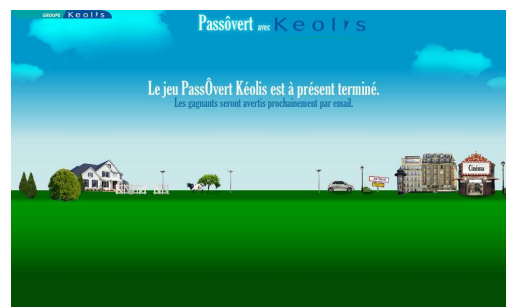 GROUPE Keolis
Passôvert avec Keolis
Le jeu PassÔvert Kéolis est à présent terminé.
Les gagnants seront avertis prochainement par email.
Cinéma